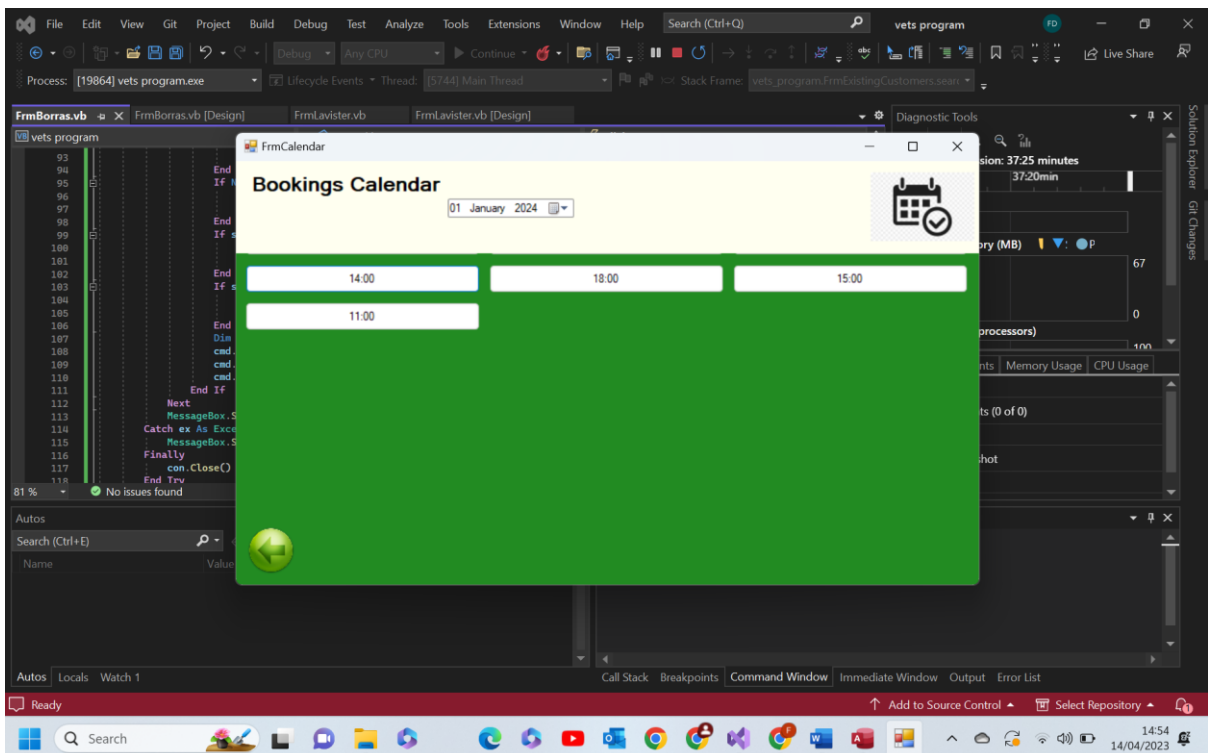 File Edit View Git Project Build Debug Test Analyze Tools Extensions Window Help Search (Ctrl+Q) vets program FD
Debug Any CPU Continue Live Share
Process: [19864] vets program.exe Lifecycle Events Thread: [5744] Main Thread Stack Frame: vets_program.FrmExistingCustomers.sear
FrmBorras.vb FrmBorras.vb [Design] FrmLavister.vb FrmLavister.vb [Design] Diagnostic Tools
Solution Explorer
Git Changes
vets program
FrmCalendar
sion: 37:25 minutes
37:20min
Bookings Calendar
01 January 2024
ory (MB) P
67
0
processors)
100
14:00 18:00 15:00
11:00
93
94 End
95 If N
96
97
98 End
99 If s
100
101
102 End
103 If s
104
105
106 End
107 Dim
108 cmd.
109 cmd.
110 cmd.
111 End If
112 Next
113 MessageBox.S
114 Catch ex As Exce
115 MessageBox.S
116 Finally
117 con.Close()
118 End Try
nts Memory Usage CPU Usage
ts (0 of 0)
shot
81 % No issues found
Autos
Search (Ctrl+E)
Name Value
Autos Locals Watch 1
Call Stack Breakpoints Command Window Immediate Window Output Error List
Ready Add to Source Control Select Repository
Search
14:54
14/04/2023